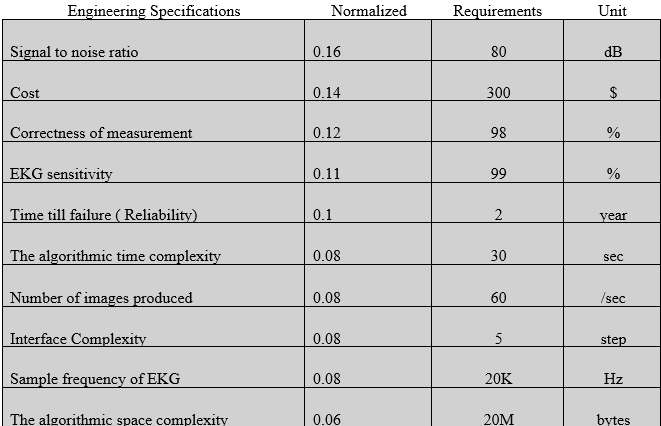 Engineering Specifications Normalized Requirements Unit
Signal to noise ratio 0.16 80 dB
Cost 0.14 300 $
Correctness of measurement 0.12 98 %
EKG sensitivity 0.11 99 %
Time till failure ( Reliability) 0.1 2 year
The algorithmic time complexity 0.08 30 sec
Number of images produced 0.08 60 /sec
Interface Complexity 0.08 5 step
Sample frequency of EKG 0.08 20K Hz
The algorithmic space complexity 0.06 20M bytes